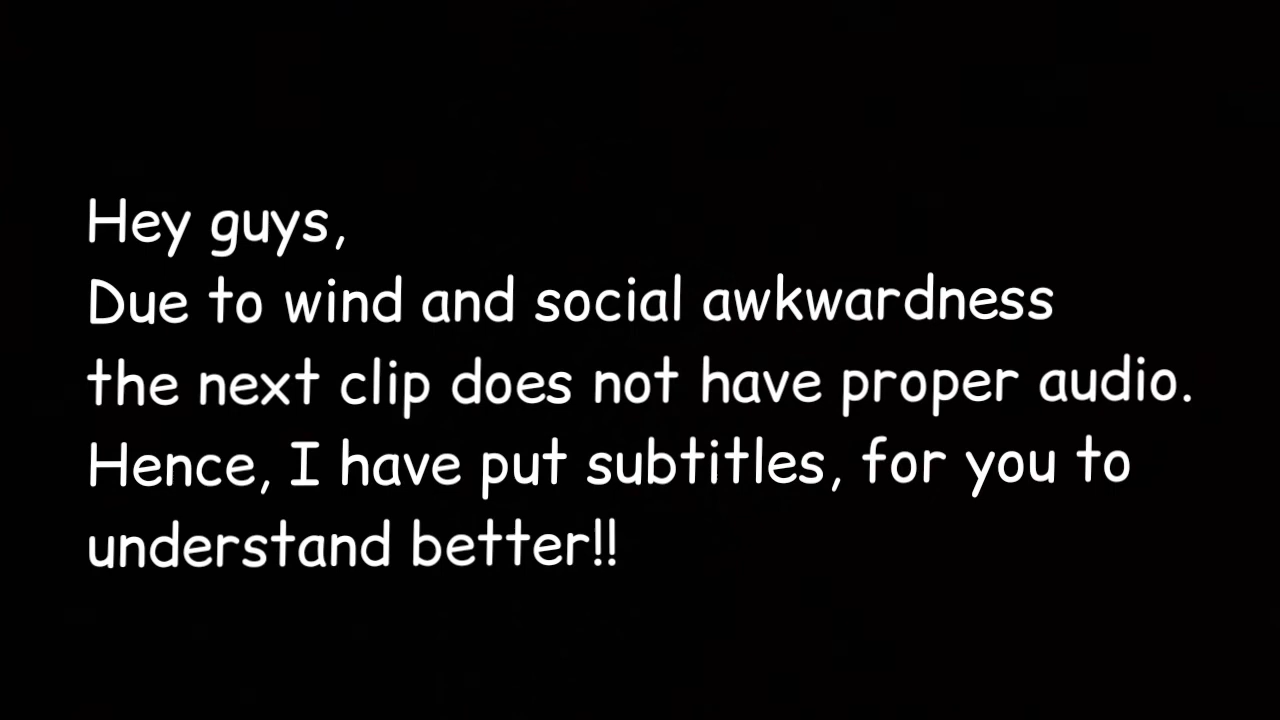 Hey guys,
Due to wind and social awkwardness
the next clip does not have proper audio.
Hence, I have put subtitles, for you to
understand better!!